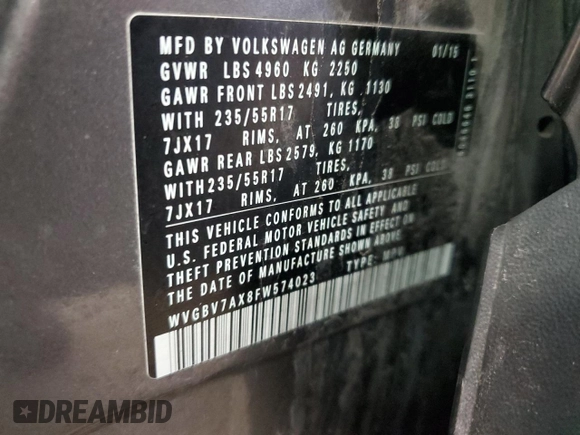 MFD BY VOLKSWAGEN AG GERMANY 01/15
GVWR LBS 4960 KG 2250
GAWR FRONT LBS 2491, KG 1130
WITH 235/55R17 TIRES,
7JX17 RIMS, AT 260 KPA, 38 PSI COLD
GAWR REAR LBS 2579, KG 1170
WITH 235/55R17 TIRES,
7JX17 RIMS, AT 260 KPA, 38 PSI COLD
THIS VEHICLE CONFORMS TO ALL APPLICABLE
U.S. FEDERAL MOTOR VEHICLE SAFETY AND
THEFT PREVENTION STANDARDS IN EFFECT ON
THE DATE OF MANUFACTURE SHOWN ABOVE.
WVGBV7AX8FW574023 TYPE: MPV
DREAMBID